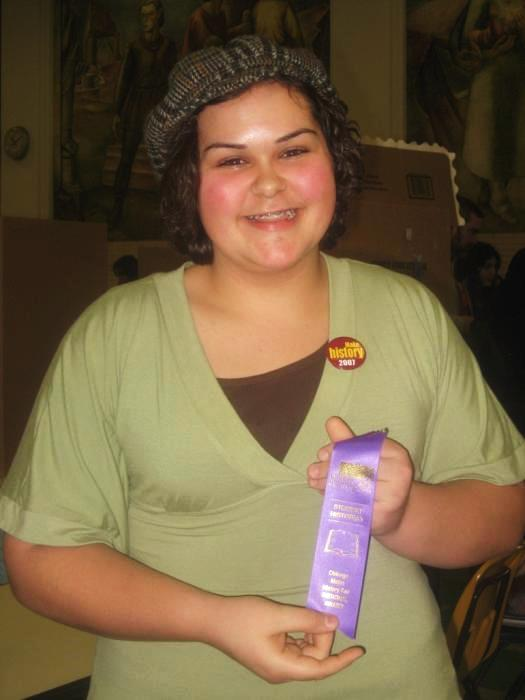 Make
history
2007
STUDENT
HISTORIAN
Chicago
Metro
History Fair